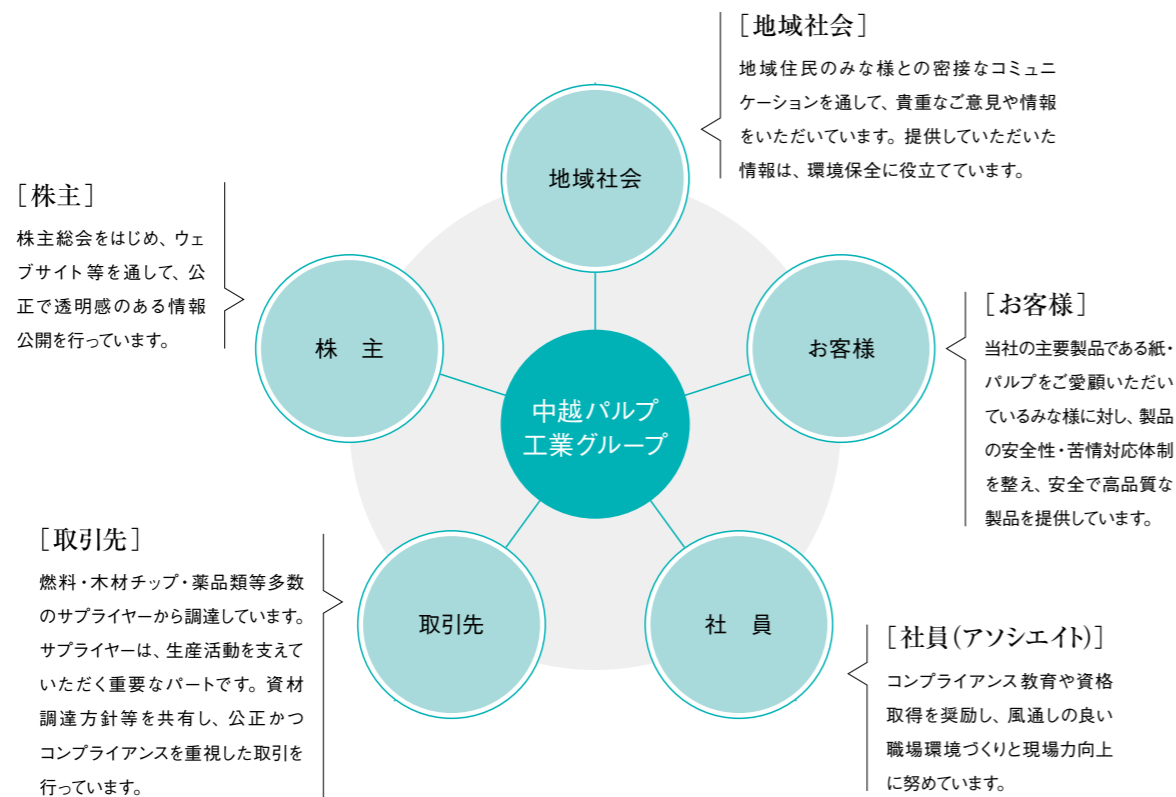 [地域社会]
地域住民のみな様との密接なコミュニ
ケーションを通して、貴重なご意見や情報
をいただいています。提供していただいた
情報は、環境保全に役立てています。
地域社会
[株主]
株主総会をはじめ、ウェ
ブサイト等を通して、公
正で透明感のある情報
公開を行っています。
株　主
お客様
[お客様]
当社の主要製品である紙・
パルプをご愛顧いただい
ているみな様に対し、製品
の安全性・苦情対応体制
を整え、安全で高品質な
製品を提供しています。
中越パルプ
工業グループ
[取引先]
燃料・木材チップ・薬品類等多数
のサプライヤーから調達しています。
サプライヤーは、生産活動を支えて
いただく重要なパートです。資材
調達方針等を共有し、公正かつ
コンプライアンスを重視した取引を
行っています。
取引先
社　員
[社員(アソシエイト)]
コンプライアンス教育や資格
取得を奨励し、風通しの良い
職場環境づくりと現場力向上
に努めています。